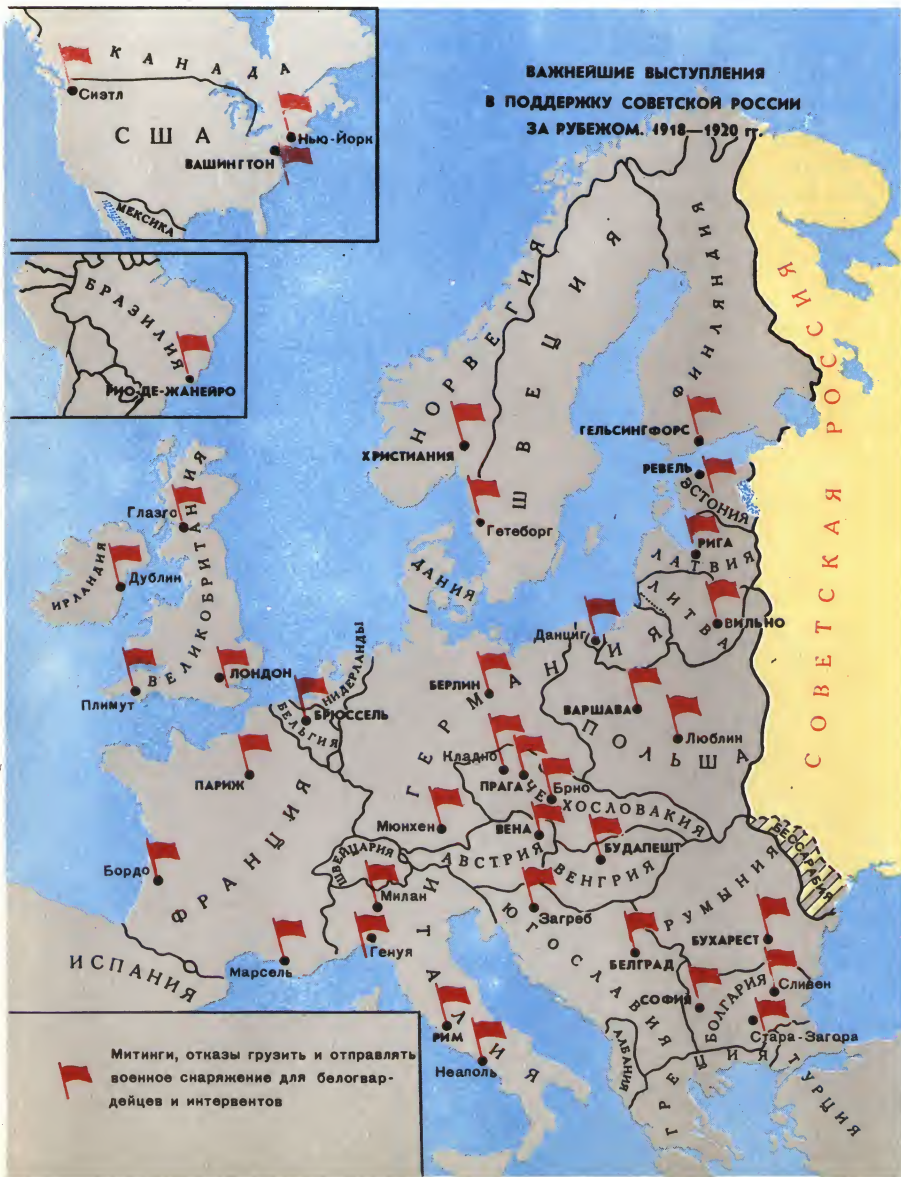 ВАЖНЕЙШИЕ ВЫСТУПЛЕНИЯ
В ПОДДЕРЖКУ СОВЕТСКОЙ РОССИИ
ЗА РУБЕЖОМ. 1918—1920 гг.
КАНАДА
Сиэтл
США
Нью-Йорк
ВАШИНГТОН
МЕКСИКА
БРАЗИЛИЯ
РИО-ДЕ-ЖАНЕЙРО
НОРВЕГИЯ
ШВЕЦИЯ
ФИНЛЯНДИЯ
СОВЕТСКАЯ РОССИЯ
ХРИСТИАНИЯ
ГЕЛЬСИНГФОРС
РЕВЕЛЬ
ЭСТОНИЯ
Гетеборг
Глазго
РИГА
ЛАТВИЯ
ДАНИЯ
ИРЛАНДИЯ
Дублин
ВЕЛИКОБРИТАНИЯ
ЛИТВА
ВИЛЬНО
Данциг
ЛОНДОН
Плимут
НИДЕРЛАНДЫ
БРЮССЕЛЬ
БЕЛЬГИЯ
БЕРЛИН
ГЕРМАНИЯ
ВАРШАВА
Люблин
ПОЛЬША
ПАРИЖ
Кладно
ПРАГА
Брно
ЧЕХОСЛОВАКИЯ
Мюнхен
ВЕНА
БУДАПЕШТ
БЕССАРАБИЯ
ФРАНЦИЯ
ШВЕЙЦАРИЯ
АВСТРИЯ
ВЕНГРИЯ
РУМЫНИЯ
Бордо
Милан
Загреб
Генуя
ИТАЛИЯ
ЮГОСЛАВИЯ
БЕЛГРАД
БУХАРЕСТ
ИСПАНИЯ
Марсель
СОФИЯ
БОЛГАРИЯ
Сливен
Стара-Загора
РИМ
Неаполь
АЛБАНИЯ
ГРЕЦИЯ
ТУРЦИЯ
Митинги, отказы грузить и отправлять
военное снаряжение для белогвар-
дейцев и интервентов